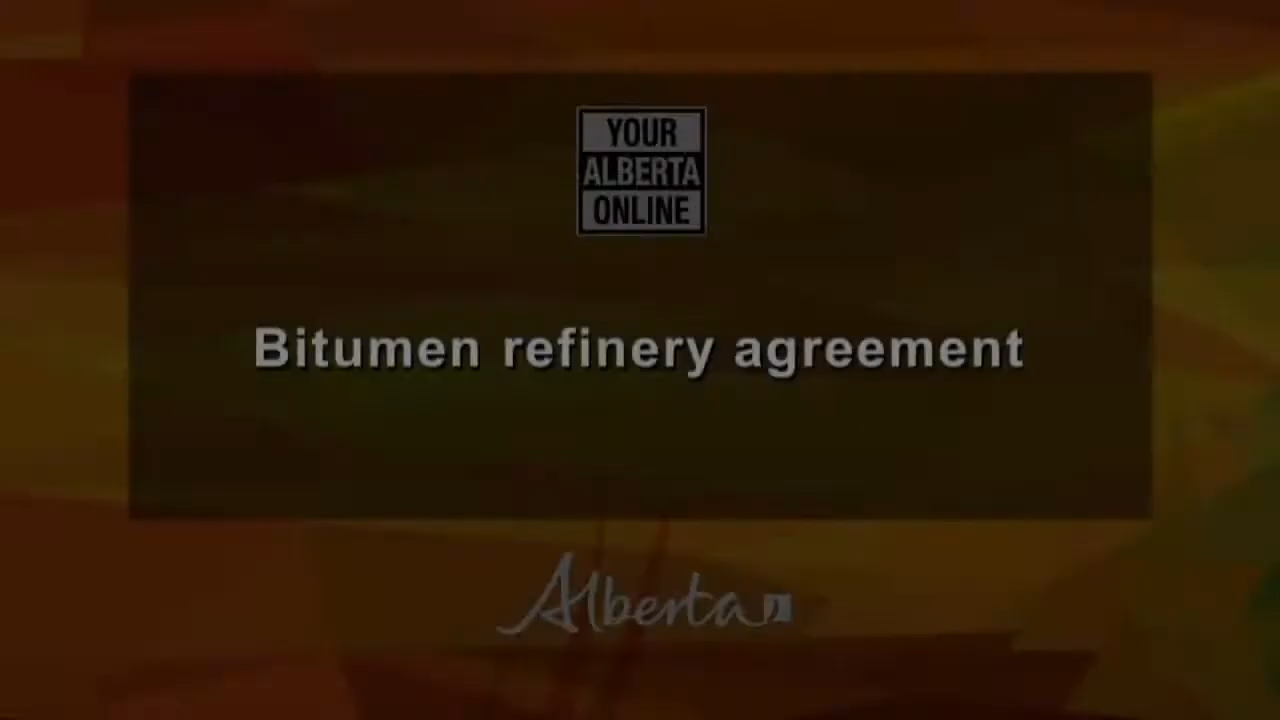 YOUR
ALBERTA
ONLINE
Bitumen refinery agreement
Alberta